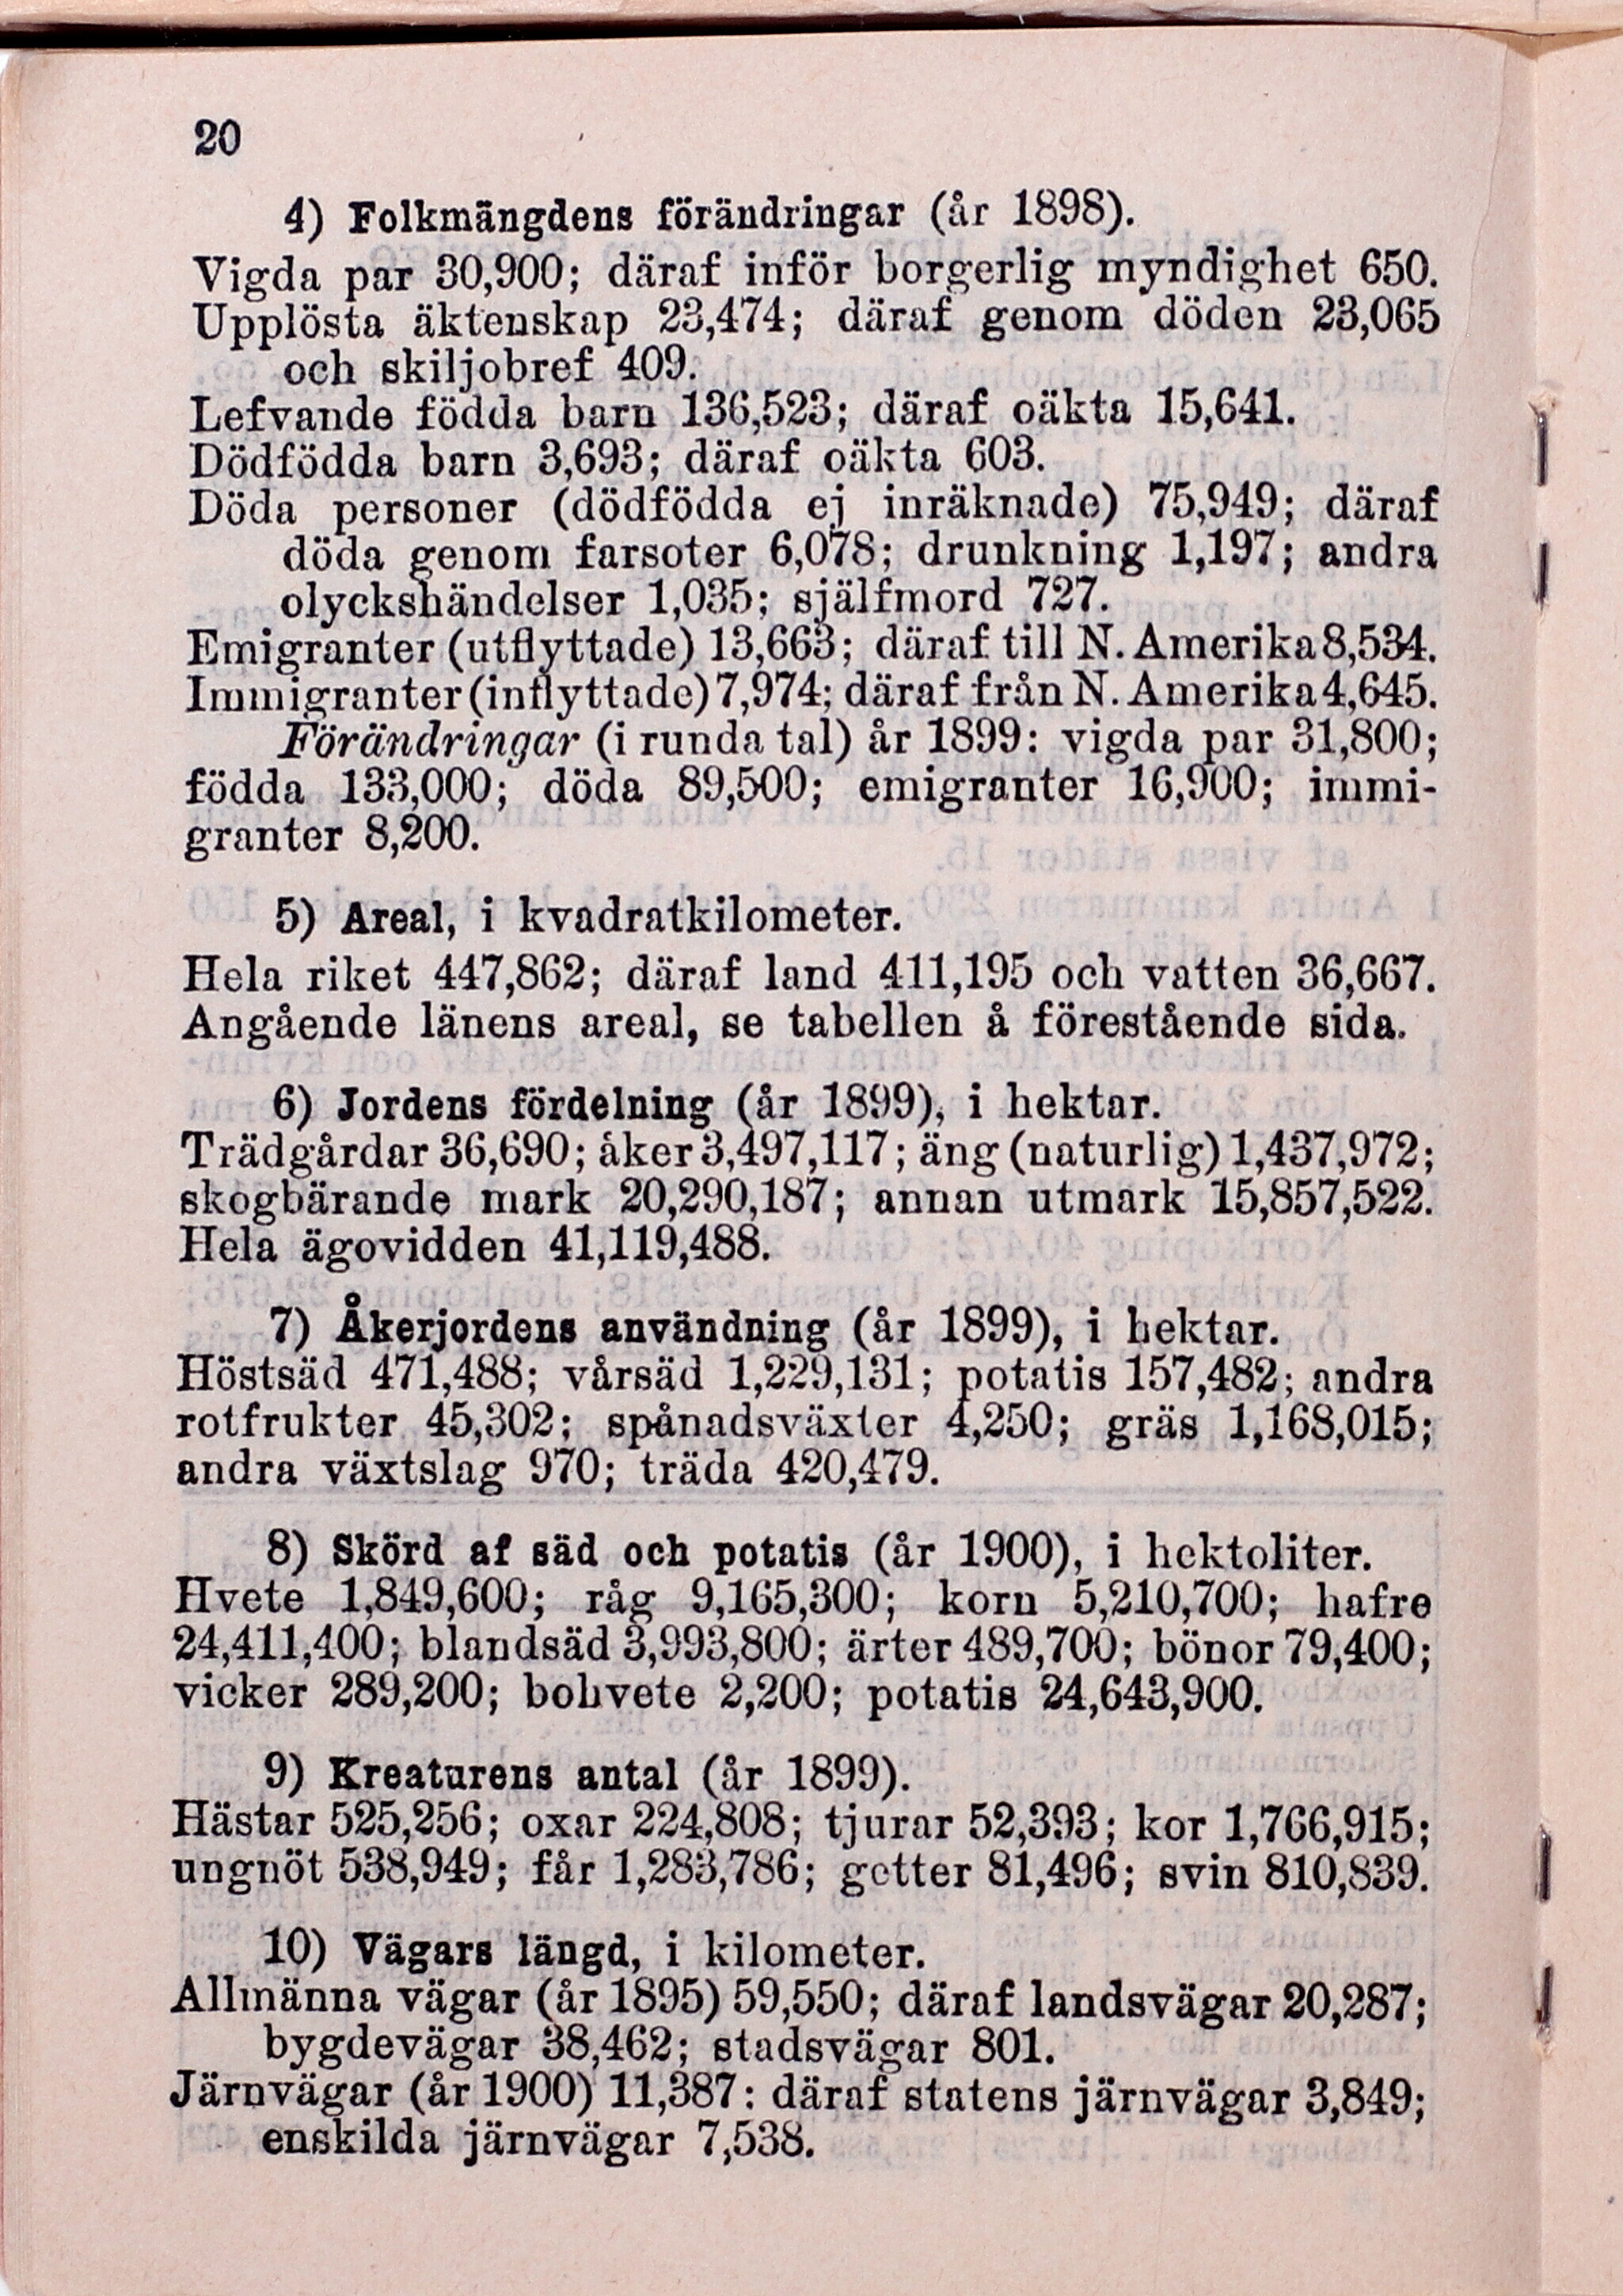 20
4) Folkmängdens förändringar (år 1898).
Vigda par 30,900; däraf inför borgerlig myndighet 650.
Upplösta äktenskap 23,474; däraf genom döden 23,065
och skiljobref 409.
Lefvande födda barn 136,523; däraf oäkta 15,641.
Dödfödda barn 3,693; däraf oäkta 603.
Döda personer (dödfödda ej inräknade) 75,949; däraf
döda genom farsoter 6,078; drunkning 1,197; andra
olyckshändelser 1,035; själfmord 727.
Emigranter (utflyttade) 13,663; däraf till N. Amerika 8,534.
Immigranter (inflyttade) 7,974; däraf från N. Amerika 4,645.
Förändringar (i runda tal) år 1899: vigda par 31,800;
födda 133,000; döda 89,500; emigranter 16,900; immi-
granter 8,200.
5) Areal, i kvadratkilometer.
Hela riket 447,862; däraf land 411,195 och vatten 36,667.
Angående länens areal, se tabellen å förestående sida.
6) Jordens fördelning (år 1899), i hektar.
Trädgårdar 36,690; åker 3,497,117; äng (naturlig) 1,437,972;
skogbärande mark 20,290,187; annan utmark 15,857,522.
Hela ägovidden 41,119,488.
7) Åkerjordens användning (år 1899), i hektar.
Höstsäd 471,488; vårsäd 1,229,131; potatis 157,482; andra
rotfrukter 45,302; spånadsväxter 4,250; gräs 1,168,015;
andra växtslag 970; träda 420,479.
8) Skörd af säd och potatis (år 1900), i hektoliter.
Hvete 1,849,600; råg 9,165,300; korn 5,210,700; hafre
24,411,400; blandsäd 3,993,800; ärter 489,700; bönor 79,400;
vicker 289,200; bohvete 2,200; potatis 24,643,900.
9) Kreaturens antal (år 1899).
Hästar 525,256; oxar 224,808; tjurar 52,393; kor 1,766,915;
ungnöt 538,949; får 1,283,786; getter 81,496; svin 810,839.
10) Vägars längd, i kilometer.
Allmänna vägar (år 1895) 59,550; däraf landsvägar 20,287;
bygdevägar 38,462; stadsvägar 801.
Järnvägar (år 1900) 11,387; däraf statens järnvägar 3,849;
enskilda järnvägar 7,538.